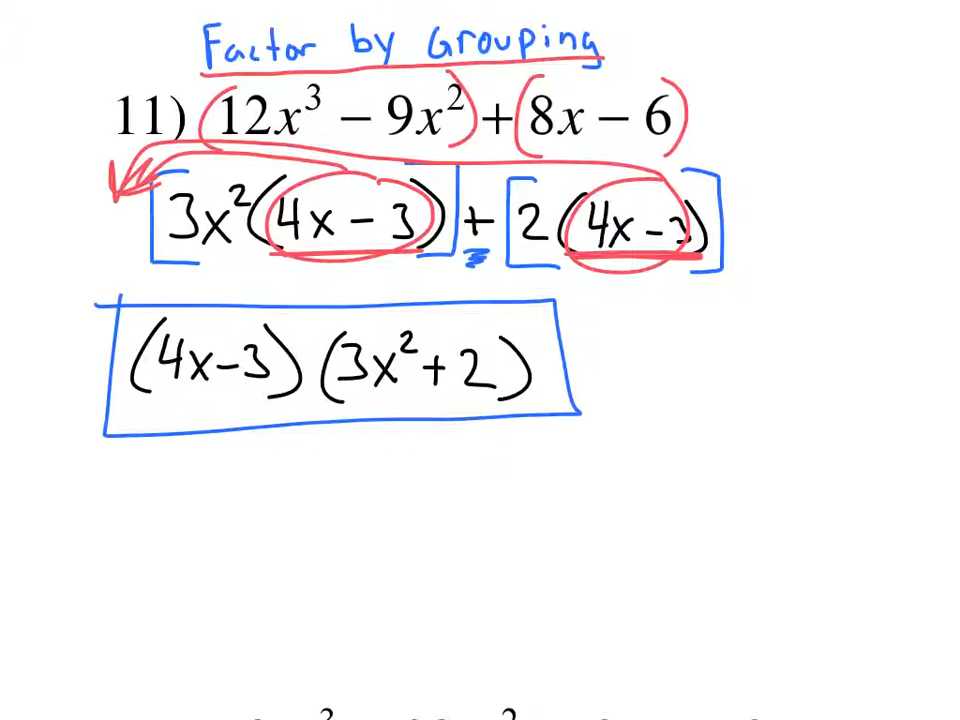 Factor by Grouping
11) (12x³ − 9x²) + (8x − 6)
[3x²(4x − 3)] + [2(4x − 3)]
(4x − 3)(3x² + 2)